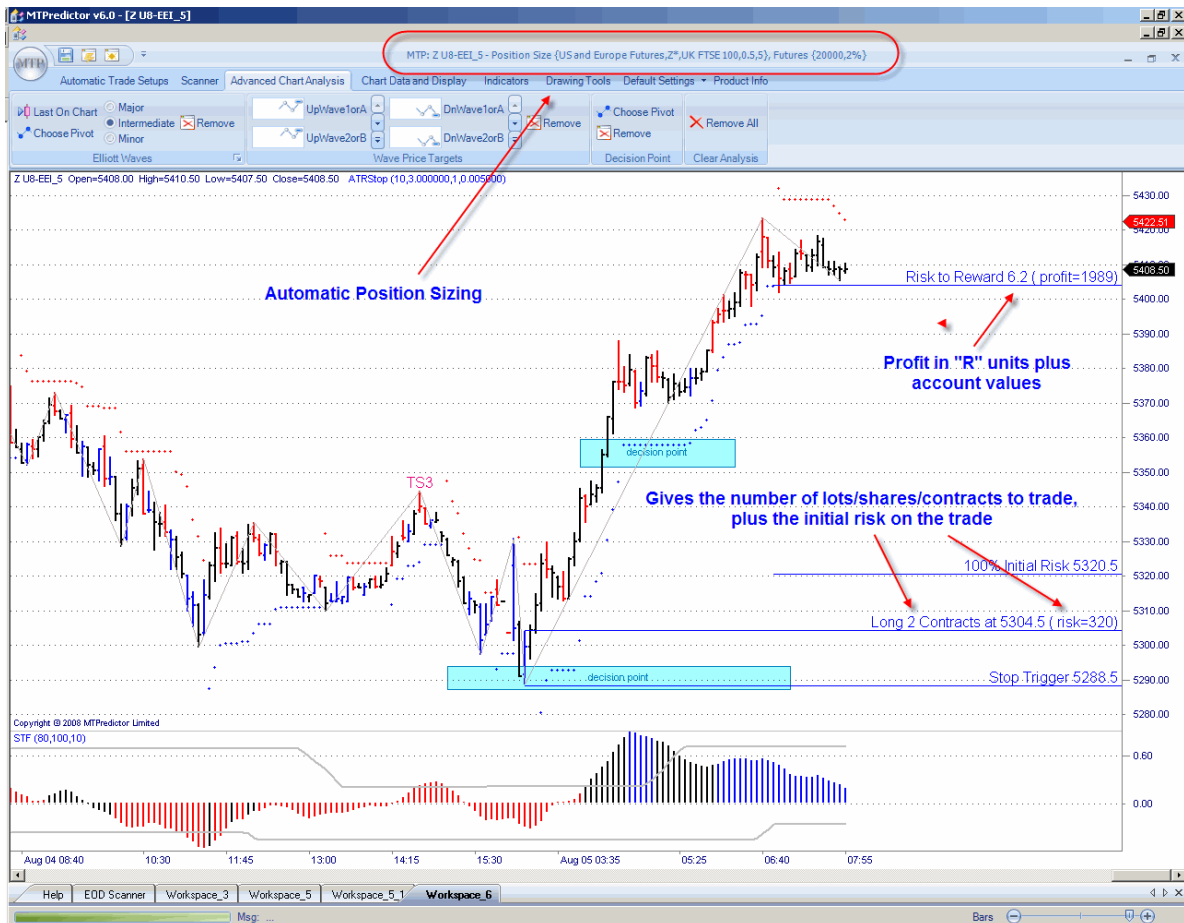 MTPredictor v6.0 - [Z U8-EEI_5]
MTP
MTP: Z U8-EEI_5 - Position Size {US and Europe Futures,Z*,UK FTSE 100,0.5,5}, Futures {20000,2%}
Automatic Trade Setups Scanner Advanced Chart Analysis Chart Data and Display Indicators Drawing Tools Default Settings Product Info
Last On Chart
Choose Pivot
Major
Intermediate
Minor
Remove
Elliott Waves
UpWave1orA
UpWave2orB
DnWave1orA
DnWave2orB
Remove
Wave Price Targets
Choose Pivot
Remove
Decision Point
Remove All
Clear Analysis
Z U8-EEI_5 Open=5408.00 High=5410.50 Low=5407.50 Close=5408.50 ATRStop (10,3.000000,1,0.005000)
5430.00
5422.51
5420.00
5410.00
5408.50
Risk to Reward 6.2 ( profit=1989)
Automatic Position Sizing
5400.00
5390.00
Profit in "R" units plus
account values
5380.00
5370.00
5360.00
decision point
5350.00
TS3
Gives the number of lots/shares/contracts to trade,
plus the initial risk on the trade
5340.00
5330.00
100% Initial Risk 5320.5
5320.00
5310.00
Long 2 Contracts at 5304.5 ( risk=320)
5300.00
decision point
Stop Trigger 5288.5
5290.00
5280.00
Copyright © 2008 MTPredictor Limited
STF (80,100,10)
0.60
0.00
Aug 04 08:40 10:30 11:45 13:00 14:15 15:30 Aug 05 03:35 05:25 06:40 07:55
Help EOD Scanner Workspace_3 Workspace_5 Workspace_5_1 Workspace_6
Msg: ...
Bars